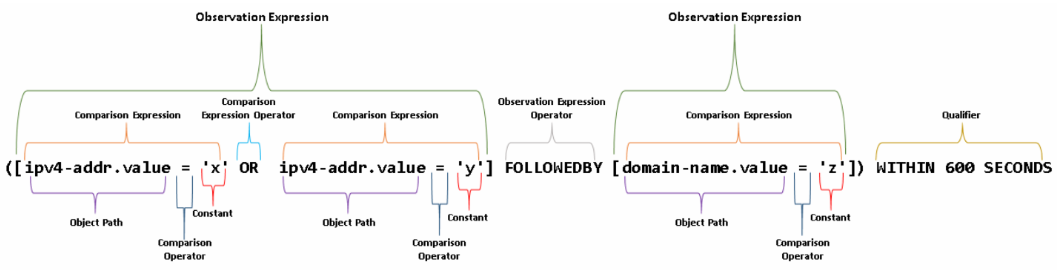 Observation Expression
Observation Expression
Comparison Expression
Comparison
Expression Operator
Comparison Expression
Observation Expression
Operator
Comparison Expression
Qualifier
([ipv4-addr.value = 'x' OR ipv4-addr.value = 'y'] FOLLOWEDBY [domain-name.value = 'z']) WITHIN 600 SECONDS
Object Path
Constant
Object Path
Constant
Object Path
Constant
Comparison
Operator
Comparison
Operator
Comparison
Operator